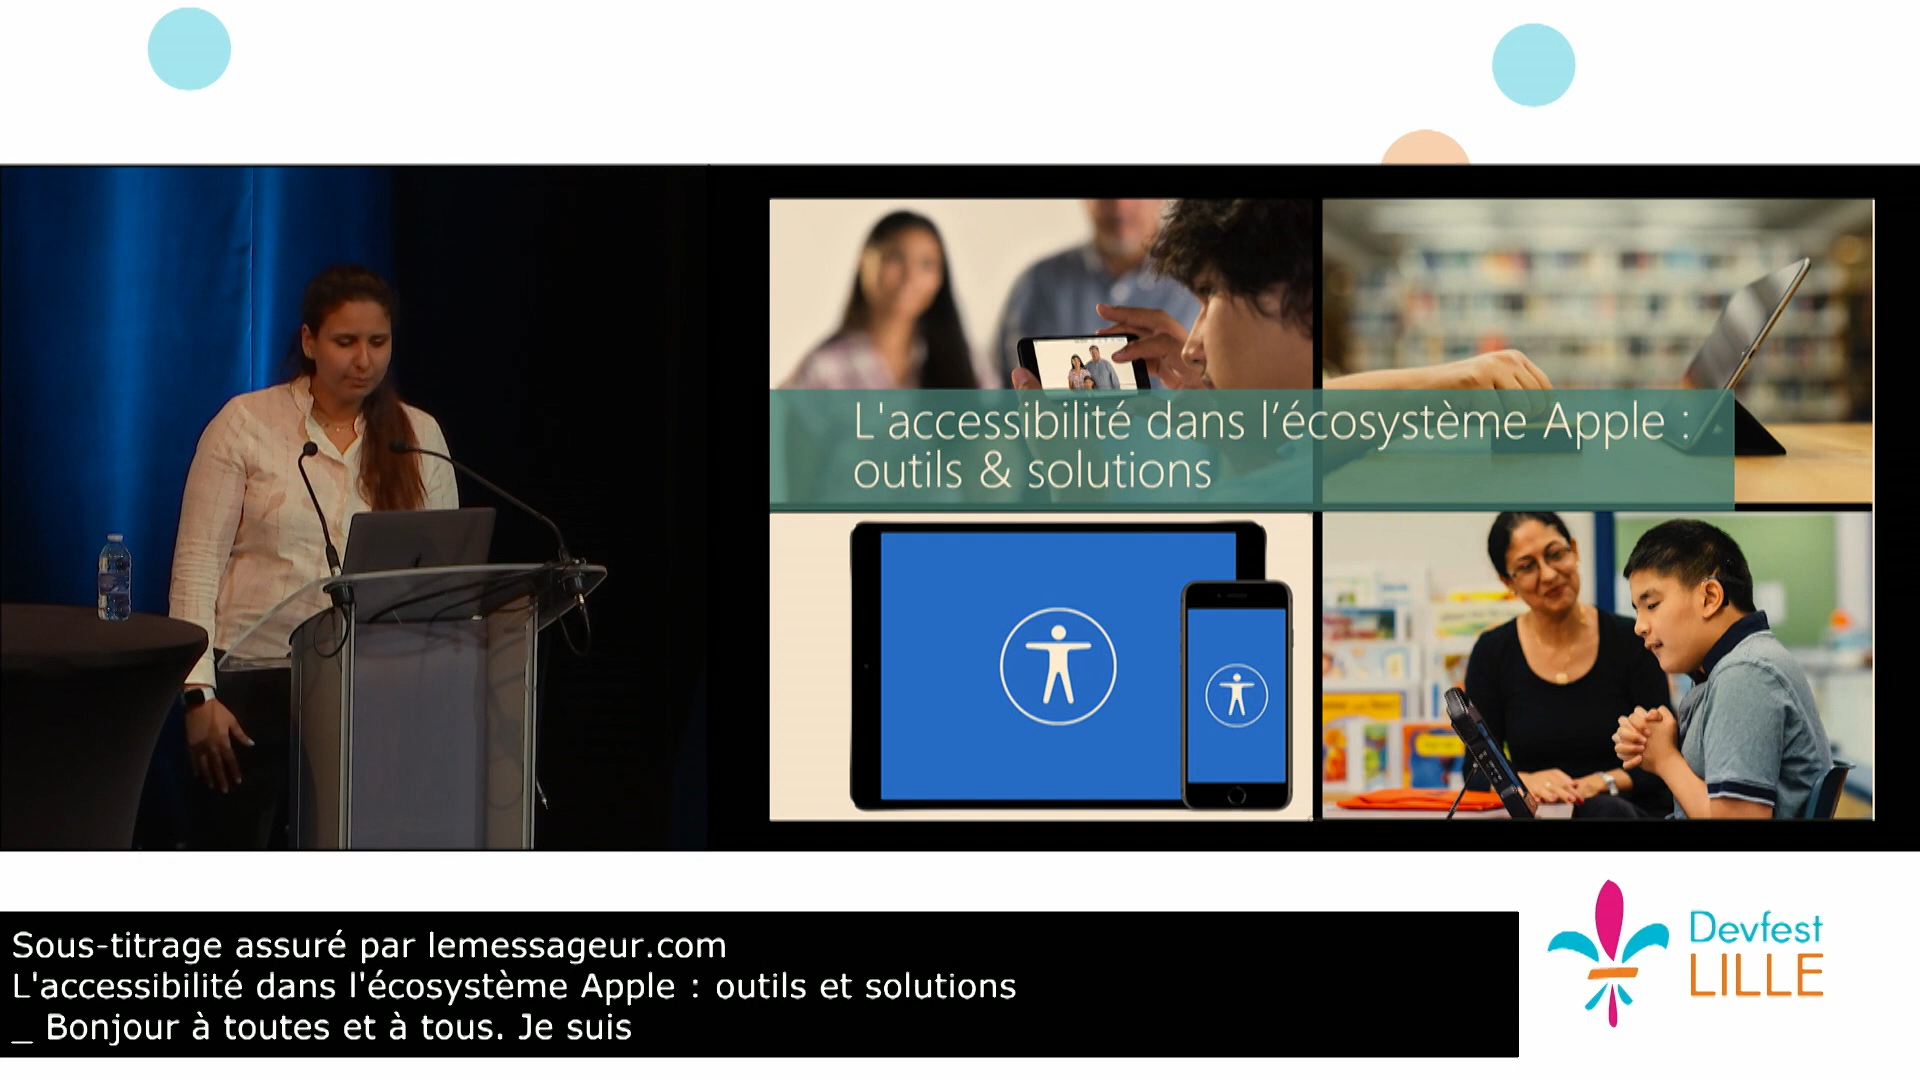 L'accessibilité dans l’écosystème Apple :
outils & solutions
Sous-titrage assuré par lemessageur.com
L'accessibilité dans l'écosystème Apple : outils et solutions
_ Bonjour à toutes et à tous. Je suis
Devfest
LILLE